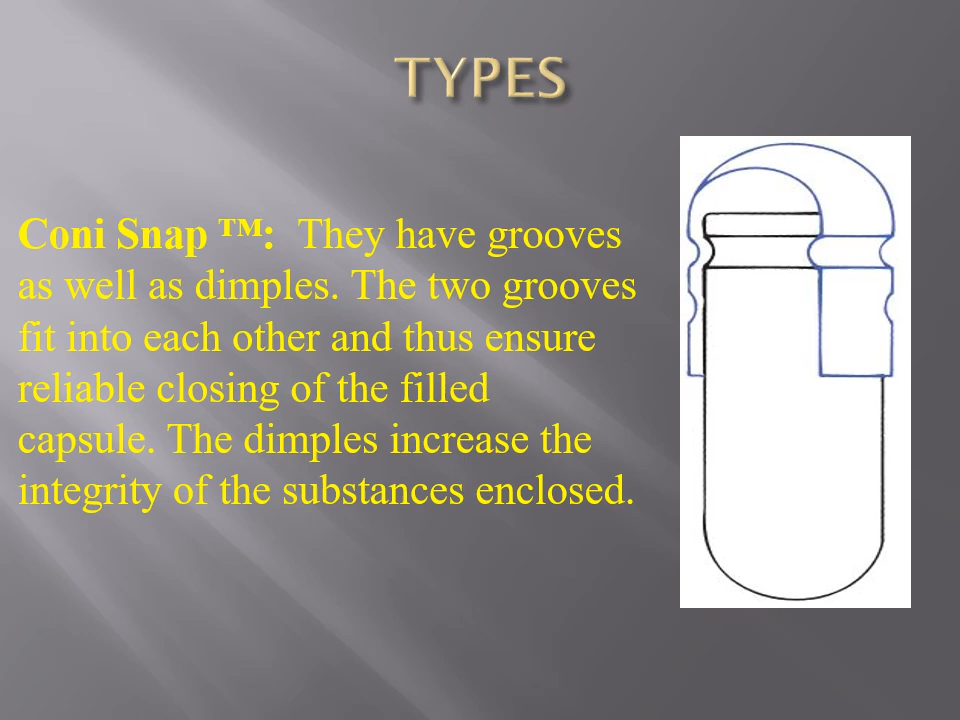 TYPES
Coni Snap ™: They have grooves
as well as dimples. The two grooves
fit into each other and thus ensure
reliable closing of the filled
capsule. The dimples increase the
integrity of the substances enclosed.